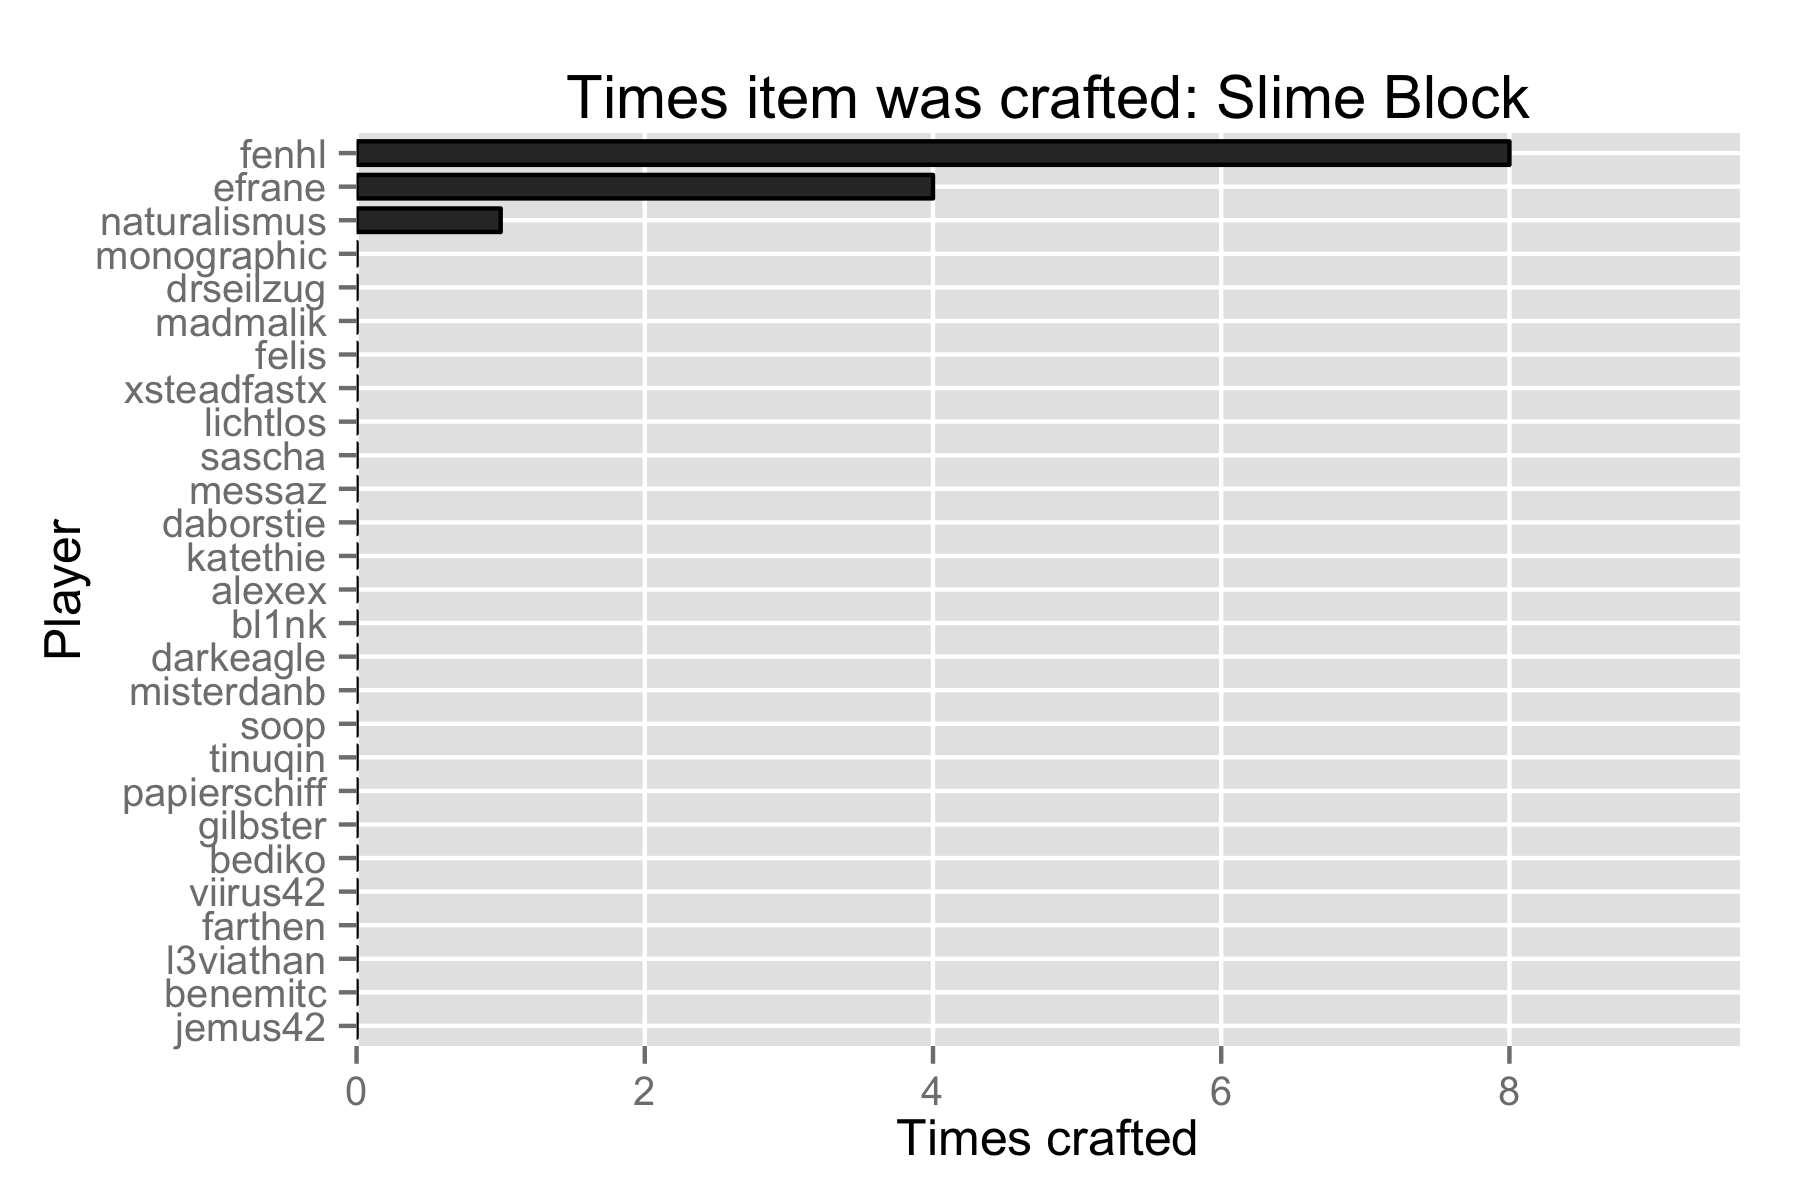 Times item was crafted: Slime Block
Player
fenhl
efrane
naturalismus
monographic
drseilzug
madmalik
felis
xsteadfastx
lichtlos
sascha
messaz
daborstie
katethie
alexex
bl1nk
darkeagle
misterdanb
soop
tinuqin
papierschiff
gilbster
bediko
viirus42
farthen
l3viathan
benemitc
jemus42
0 2 4 6 8
Times crafted